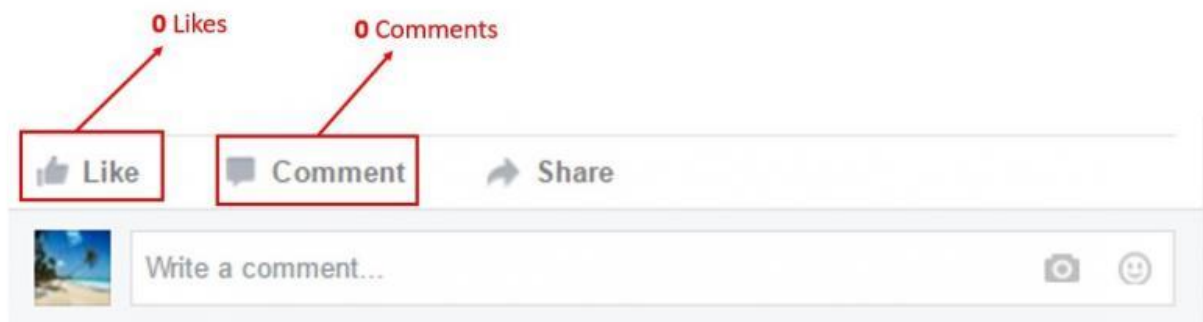 0 Likes
0 Comments
Like Comment Share
Write a comment...